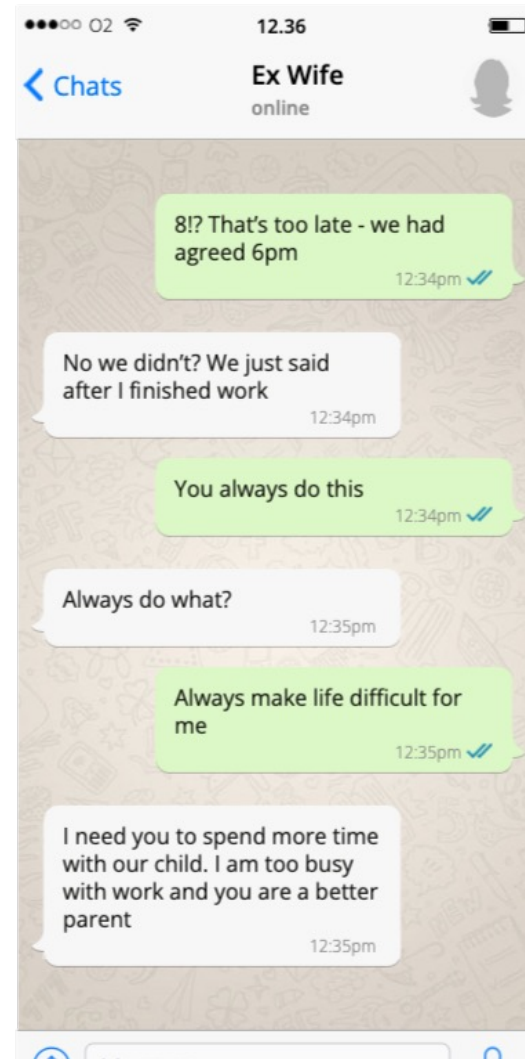 O2 12.36
Chats
Ex Wife
online
8!? That's too late - we had
agreed 6pm
12:34pm
No we didn't? We just said
after I finished work
12:34pm
You always do this
12:34pm
Always do what?
12:35pm
Always make life difficult for
me
12:35pm
I need you to spend more time
with our child. I am too busy
with work and you are a better
parent
12:35pm